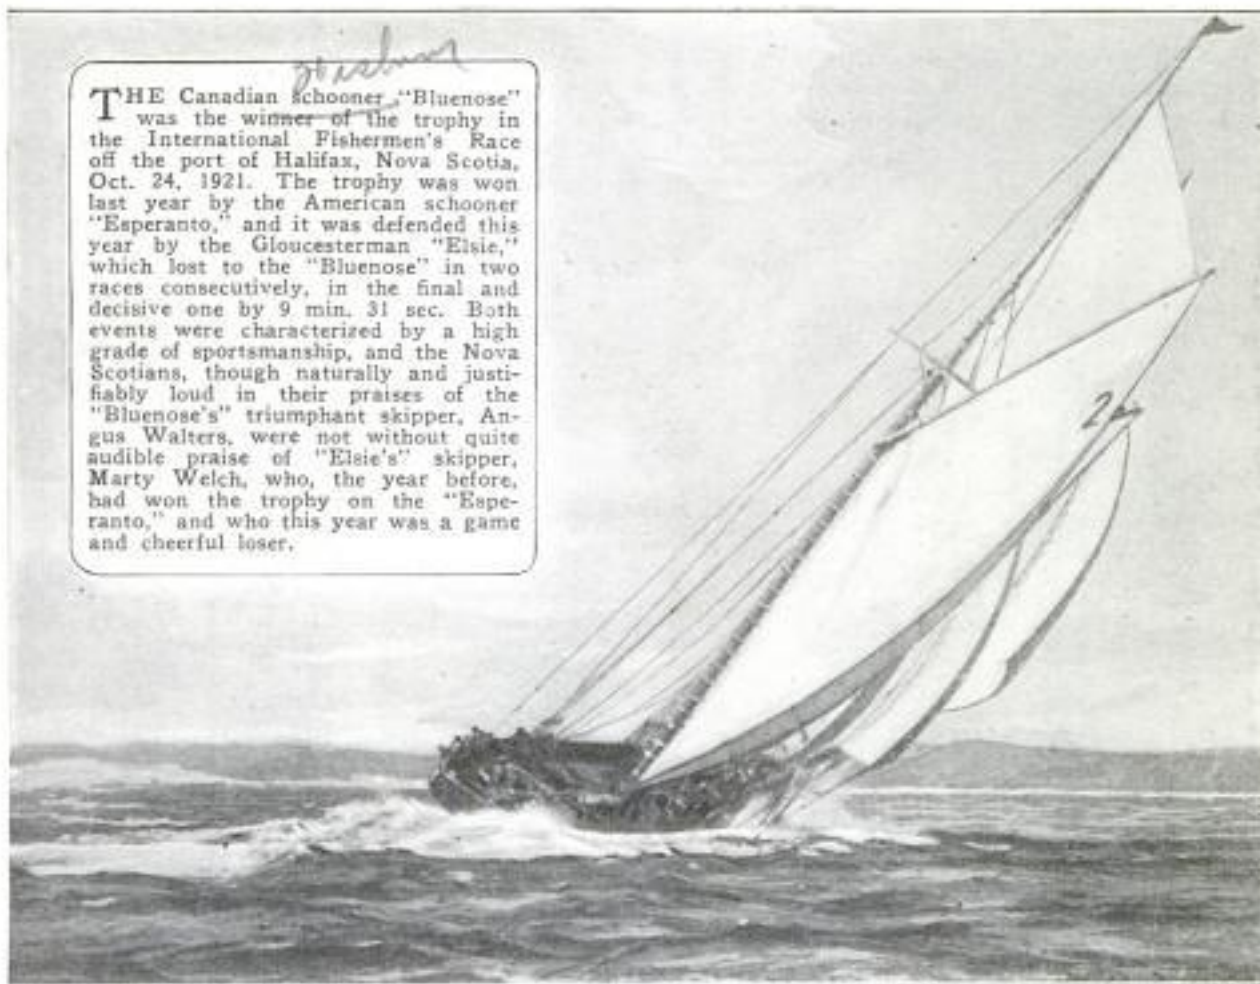 THE Canadian schooner, "Bluenose"
was the winner of the trophy in
the International Fishermen's Race
off the port of Halifax, Nova Scotia,
Oct. 24, 1921. The trophy was won
last year by the American schooner
"Esperanto," and it was defended this
year by the Gloucesterman "Elsie,"
which lost to the "Bluenose" in two
races consecutively, in the final and
decisive one by 9 min. 31 sec. Both
events were characterized by a high
grade of sportsmanship, and the Nova
Scotians, though naturally and justi-
fiably loud in their praises of the
"Bluenose's" triumphant skipper, An-
gus Walters, were not without quite
audible praise of "Elsie's" skipper,
Marty Welch, who, the year before,
had won the trophy on the "Espe-
ranto," and who this year was a game
and cheerful loser.
2